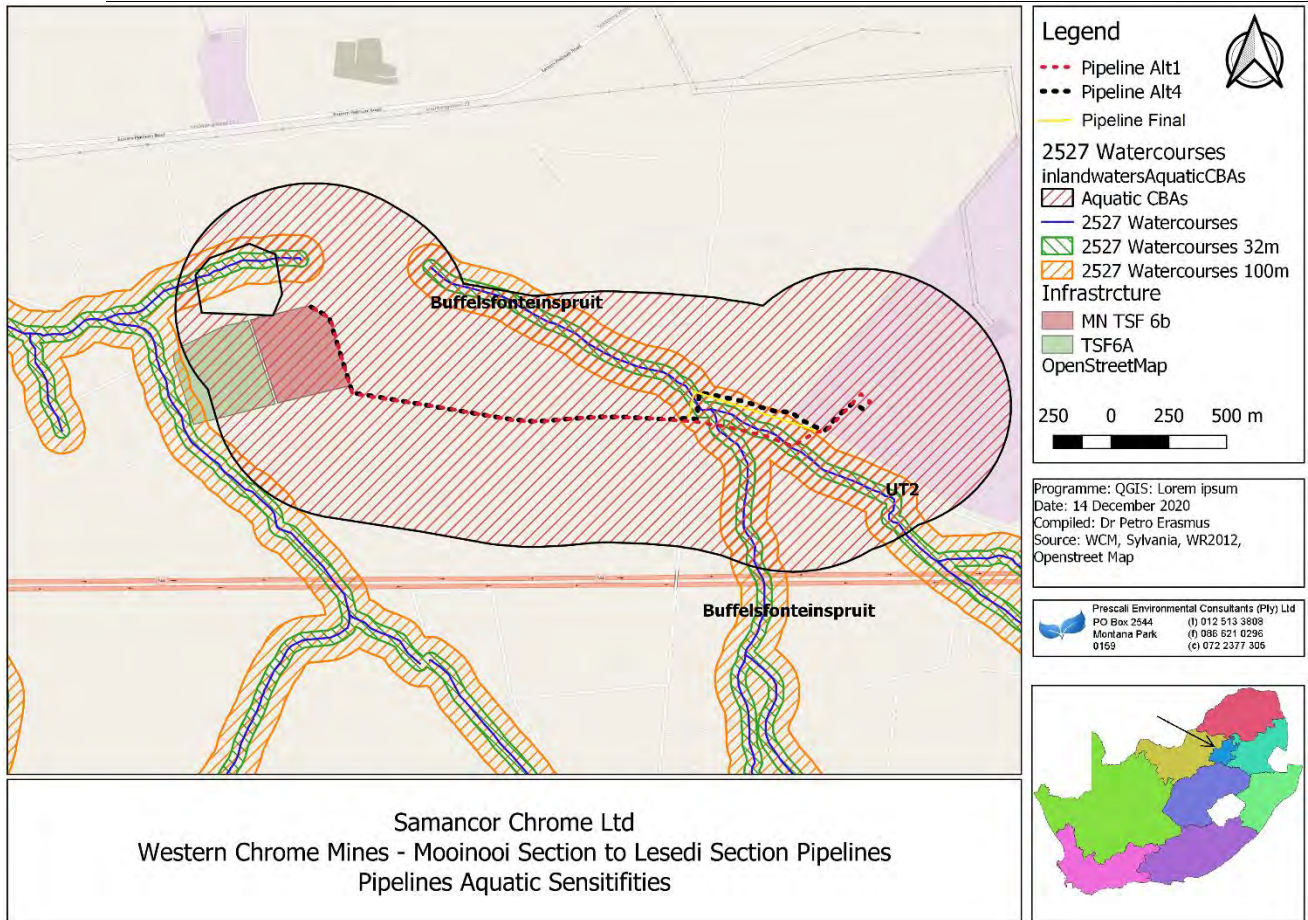 Buffelsfonteinspruit
UT2
Buffelsfonteinspruit
Legend
Pipeline Alt1
Pipeline Alt4
Pipeline Final
2527 Watercourses
inlandwatersAquaticCBAs
Aquatic CBAs
2527 Watercourses
2527 Watercourses 32m
2527 Watercourses 100m
Infrastrcture
MN TSF 6b
TSF6A
OpenStreetMap
250 0 250 500 m
Programme: QGIS: Lorem ipsum
Date: 14 December 2020
Compiled: Dr Petro Erasmus
Source: WCM, Sylvania, WR2012,
Openstreet Map
Prescali Environmental Consultants (Pty) Ltd
PO Box 2544 (t) 012 513 3808
Montana Park (f) 086 621 0296
0159 (c) 072 2377 305
Samancor Chrome Ltd
Western Chrome Mines - Mooinooi Section to Lesedi Section Pipelines
Pipelines Aquatic Sensitifities